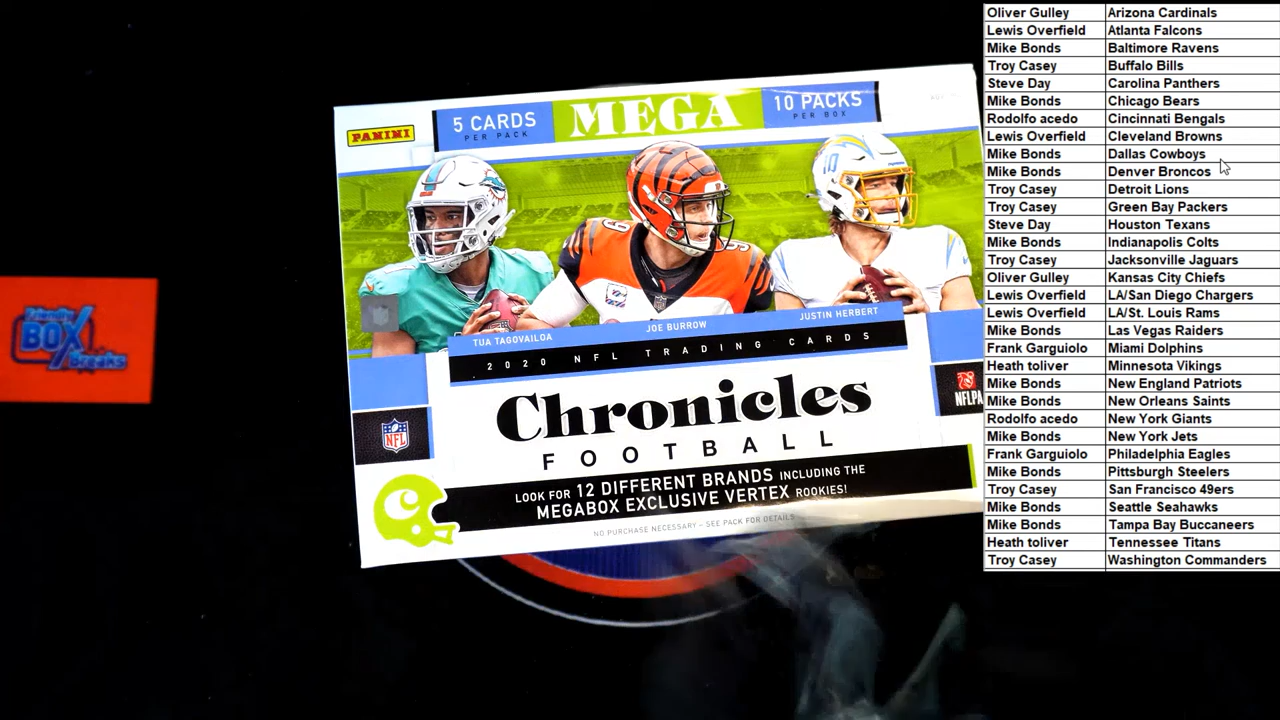 Friendly
BOX
Breaks
PANINI
5 CARDS
PER PACK
MEGA
10 PACKS
PER BOX
10
9
NFL
TUA TAGOVAILOA
JOE BURROW
JUSTIN HERBERT
2020 NFL TRADING CARDS
Chronicles
FOOTBALL
NFL
NFLPA
LOOK FOR 12 DIFFERENT BRANDS INCLUDING THE
MEGABOX EXCLUSIVE VERTEX ROOKIES!
NO PURCHASE NECESSARY – SEE PACK FOR DETAILS
Oliver Gulley Arizona Cardinals
Lewis Overfield Atlanta Falcons
Mike Bonds Baltimore Ravens
Troy Casey Buffalo Bills
Steve Day Carolina Panthers
Mike Bonds Chicago Bears
Rodolfo acedo Cincinnati Bengals
Lewis Overfield Cleveland Browns
Mike Bonds Dallas Cowboys
Mike Bonds Denver Broncos
Troy Casey Detroit Lions
Troy Casey Green Bay Packers
Steve Day Houston Texans
Mike Bonds Indianapolis Colts
Troy Casey Jacksonville Jaguars
Oliver Gulley Kansas City Chiefs
Lewis Overfield LA/San Diego Chargers
Lewis Overfield LA/St. Louis Rams
Mike Bonds Las Vegas Raiders
Frank Garguiolo Miami Dolphins
Heath toliver Minnesota Vikings
Mike Bonds New England Patriots
Mike Bonds New Orleans Saints
Rodolfo acedo New York Giants
Mike Bonds New York Jets
Frank Garguiolo Philadelphia Eagles
Mike Bonds Pittsburgh Steelers
Troy Casey San Francisco 49ers
Mike Bonds Seattle Seahawks
Mike Bonds Tampa Bay Buccaneers
Heath toliver Tennessee Titans
Troy Casey Washington Commanders